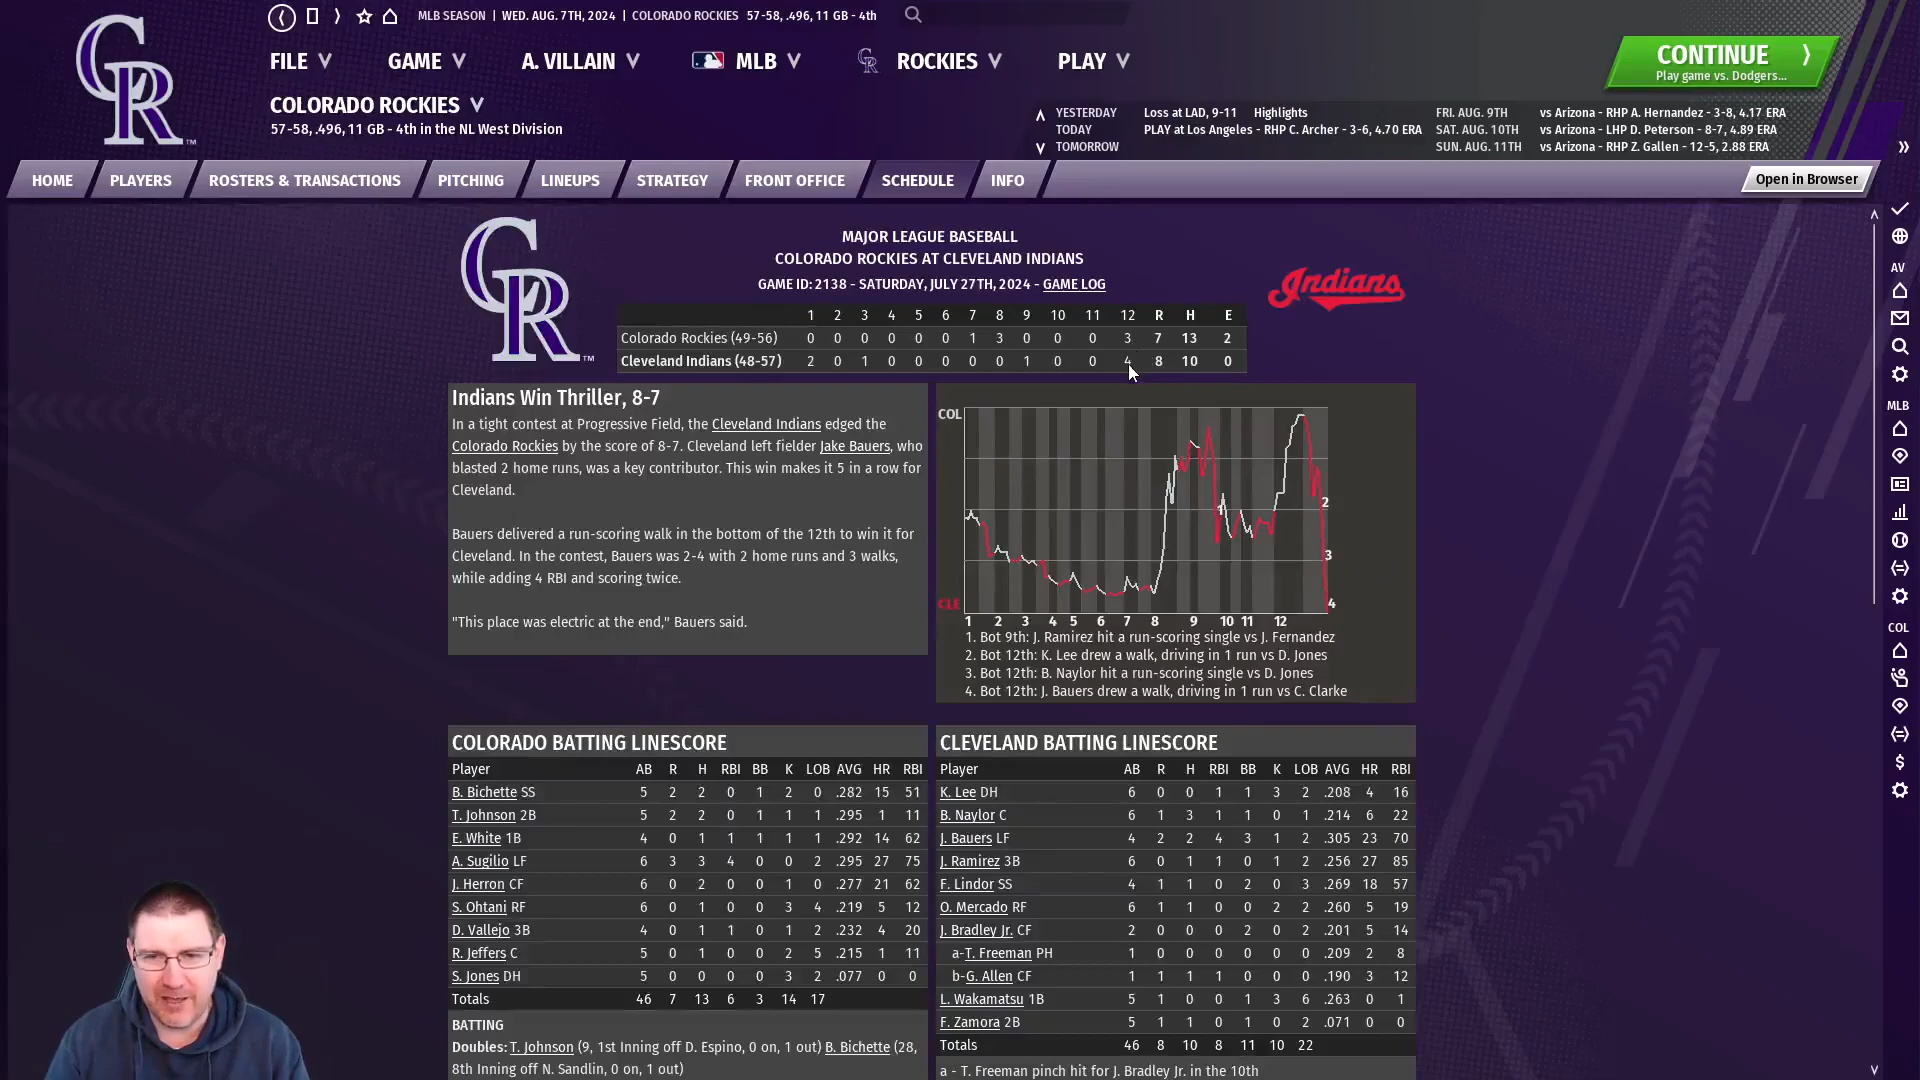 MLB SEASON | WED. AUG. 7TH, 2024 | COLORADO ROCKIES 57-58, .496, 11 GB - 4th
FILE GAME A. VILLAIN MLB ROCKIES PLAY
CONTINUE
Play game vs. Dodgers...
COLORADO ROCKIES
57-58, .496, 11 GB - 4th in the NL West Division
YESTERDAY Loss at LAD, 9-11 Highlights FRI. AUG. 9TH vs Arizona - RHP A. Hernandez - 3-8, 4.17 ERA
TODAY PLAY at Los Angeles - RHP C. Archer - 3-6, 4.70 ERA SAT. AUG. 10TH vs Arizona - LHP D. Peterson - 8-7, 4.89 ERA
TOMORROW SUN. AUG. 11TH vs Arizona - RHP Z. Gallen - 12-5, 2.88 ERA
HOME PLAYERS ROSTERS & TRANSACTIONS PITCHING LINEUPS STRATEGY FRONT OFFICE SCHEDULE INFO Open in Browser
CR
MAJOR LEAGUE BASEBALL
COLORADO ROCKIES AT CLEVELAND INDIANS
GAME ID: 2138 - SATURDAY, JULY 27TH, 2024 - GAME LOG
Indians
1 2 3 4 5 6 7 8 9 10 11 12 R H E
Colorado Rockies (49-56) 0 0 0 0 0 0 1 3 0 0 0 3 7 13 2
Cleveland Indians (48-57) 2 0 1 0 0 0 0 0 1 0 0 4 8 10 0
Indians Win Thriller, 8-7
In a tight contest at Progressive Field, the Cleveland Indians edged the
Colorado Rockies by the score of 8-7. Cleveland left fielder Jake Bauers, who
blasted 2 home runs, was a key contributor. This win makes it 5 in a row for
Cleveland.
Bauers delivered a run-scoring walk in the bottom of the 12th to win it for
Cleveland. In the contest, Bauers was 2-4 with 2 home runs and 3 walks,
while adding 4 RBI and scoring twice.
"This place was electric at the end," Bauers said.
COL
1
2
3
4
CLE
1 2 3 4 5 6 7 8 9 10 11 12
1. Bot 9th: J. Ramirez hit a run-scoring single vs J. Fernandez
2. Bot 12th: K. Lee drew a walk, driving in 1 run vs D. Jones
3. Bot 12th: B. Naylor hit a run-scoring single vs D. Jones
4. Bot 12th: J. Bauers drew a walk, driving in 1 run vs C. Clarke
COLORADO BATTING LINESCORE
Player AB R H RBI BB K LOB AVG HR RBI
B. Bichette SS 5 2 2 0 1 2 0 .282 15 51
T. Johnson 2B 5 2 2 0 1 1 1 .295 1 11
E. White 1B 4 0 1 1 1 1 1 .292 14 62
A. Sugilio LF 6 3 3 4 0 0 2 .295 27 75
J. Herron CF 6 0 2 0 0 1 0 .277 21 62
S. Ohtani RF 6 0 1 0 0 3 4 .219 5 12
D. Vallejo 3B 4 0 1 1 0 1 2 .232 4 20
R. Jeffers C 5 0 1 0 0 2 5 .215 1 11
S. Jones DH 5 0 0 0 0 3 2 .077 0 0
Totals 46 7 13 6 3 14 17
BATTING
Doubles: T. Johnson (9, 1st Inning off D. Espino, 0 on, 1 out) B. Bichette (28,
8th Inning off N. Sandlin, 0 on, 1 out)
CLEVELAND BATTING LINESCORE
Player AB R H RBI BB K LOB AVG HR RBI
K. Lee DH 6 0 0 1 1 3 2 .208 4 16
B. Naylor C 6 1 3 1 1 0 1 .214 6 22
J. Bauers LF 4 2 2 4 3 1 2 .305 23 70
J. Ramirez 3B 6 0 1 1 0 1 2 .256 27 85
F. Lindor SS 4 1 1 0 2 0 3 .269 18 57
O. Mercado RF 6 1 1 0 0 2 2 .260 5 19
J. Bradley Jr. CF 2 0 0 0 2 0 2 .201 5 14
a-T. Freeman PH 1 0 0 0 0 0 0 .209 2 8
b-G. Allen CF 1 1 1 1 0 0 0 .190 3 12
L. Wakamatsu 1B 5 1 0 0 1 3 6 .263 0 1
F. Zamora 2B 5 1 1 0 1 0 2 .071 0 0
Totals 46 8 10 8 11 10 22
a - T. Freeman pinch hit for J. Bradley Jr. in the 10th
AV
MLB
COL